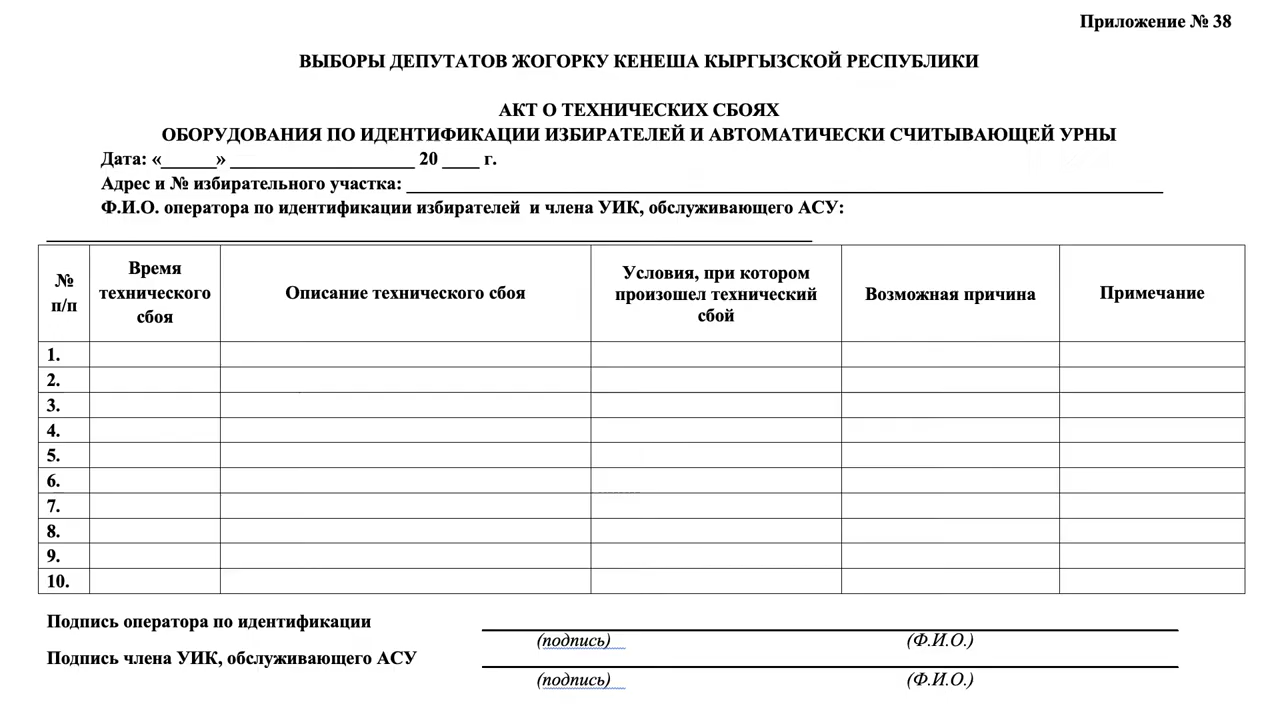 Приложение № 38
ВЫБОРЫ ДЕПУТАТОВ ЖОГОРКУ КЕНЕША КЫРГЫЗСКОЙ РЕСПУБЛИКИ
АКТ О ТЕХНИЧЕСКИХ СБОЯХ
ОБОРУДОВАНИЯ ПО ИДЕНТИФИКАЦИИ ИЗБИРАТЕЛЕЙ И АВТОМАТИЧЕСКИ СЧИТЫВАЮЩЕЙ УРНЫ
Дата: «______» ____________________ 20 ____ г.
Адрес и № избирательного участка: ____________________
Ф.И.О. оператора по идентификации избирателей и члена УИК, обслуживающего АСУ:
№ п/п
Время технического сбоя
Описание технического сбоя
Условия, при котором произошел технический сбой
Возможная причина
Примечание
1.
2.
3.
4.
5.
6.
7.
8.
9.
10.
Подпись оператора по идентификации
(подпись) (Ф.И.О.)
Подпись члена УИК, обслуживающего АСУ
(подпись) (Ф.И.О.)